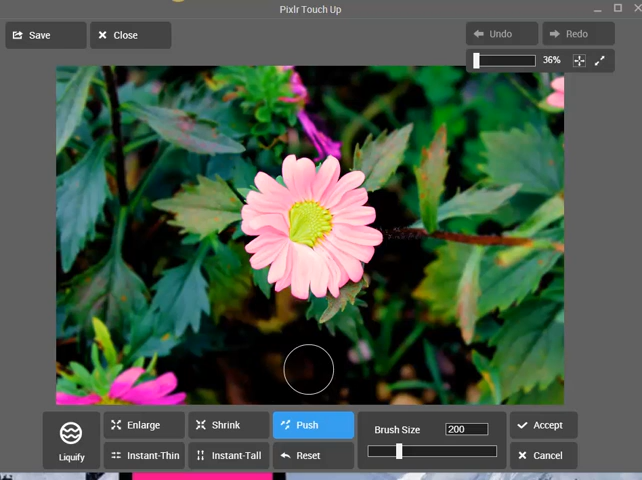 Pixlr Touch Up
Save
Close
Undo
Redo
36%
Liquify
Enlarge
Shrink
Push
Instant-Thin
Instant-Tall
Reset
Brush Size
200
Accept
Cancel